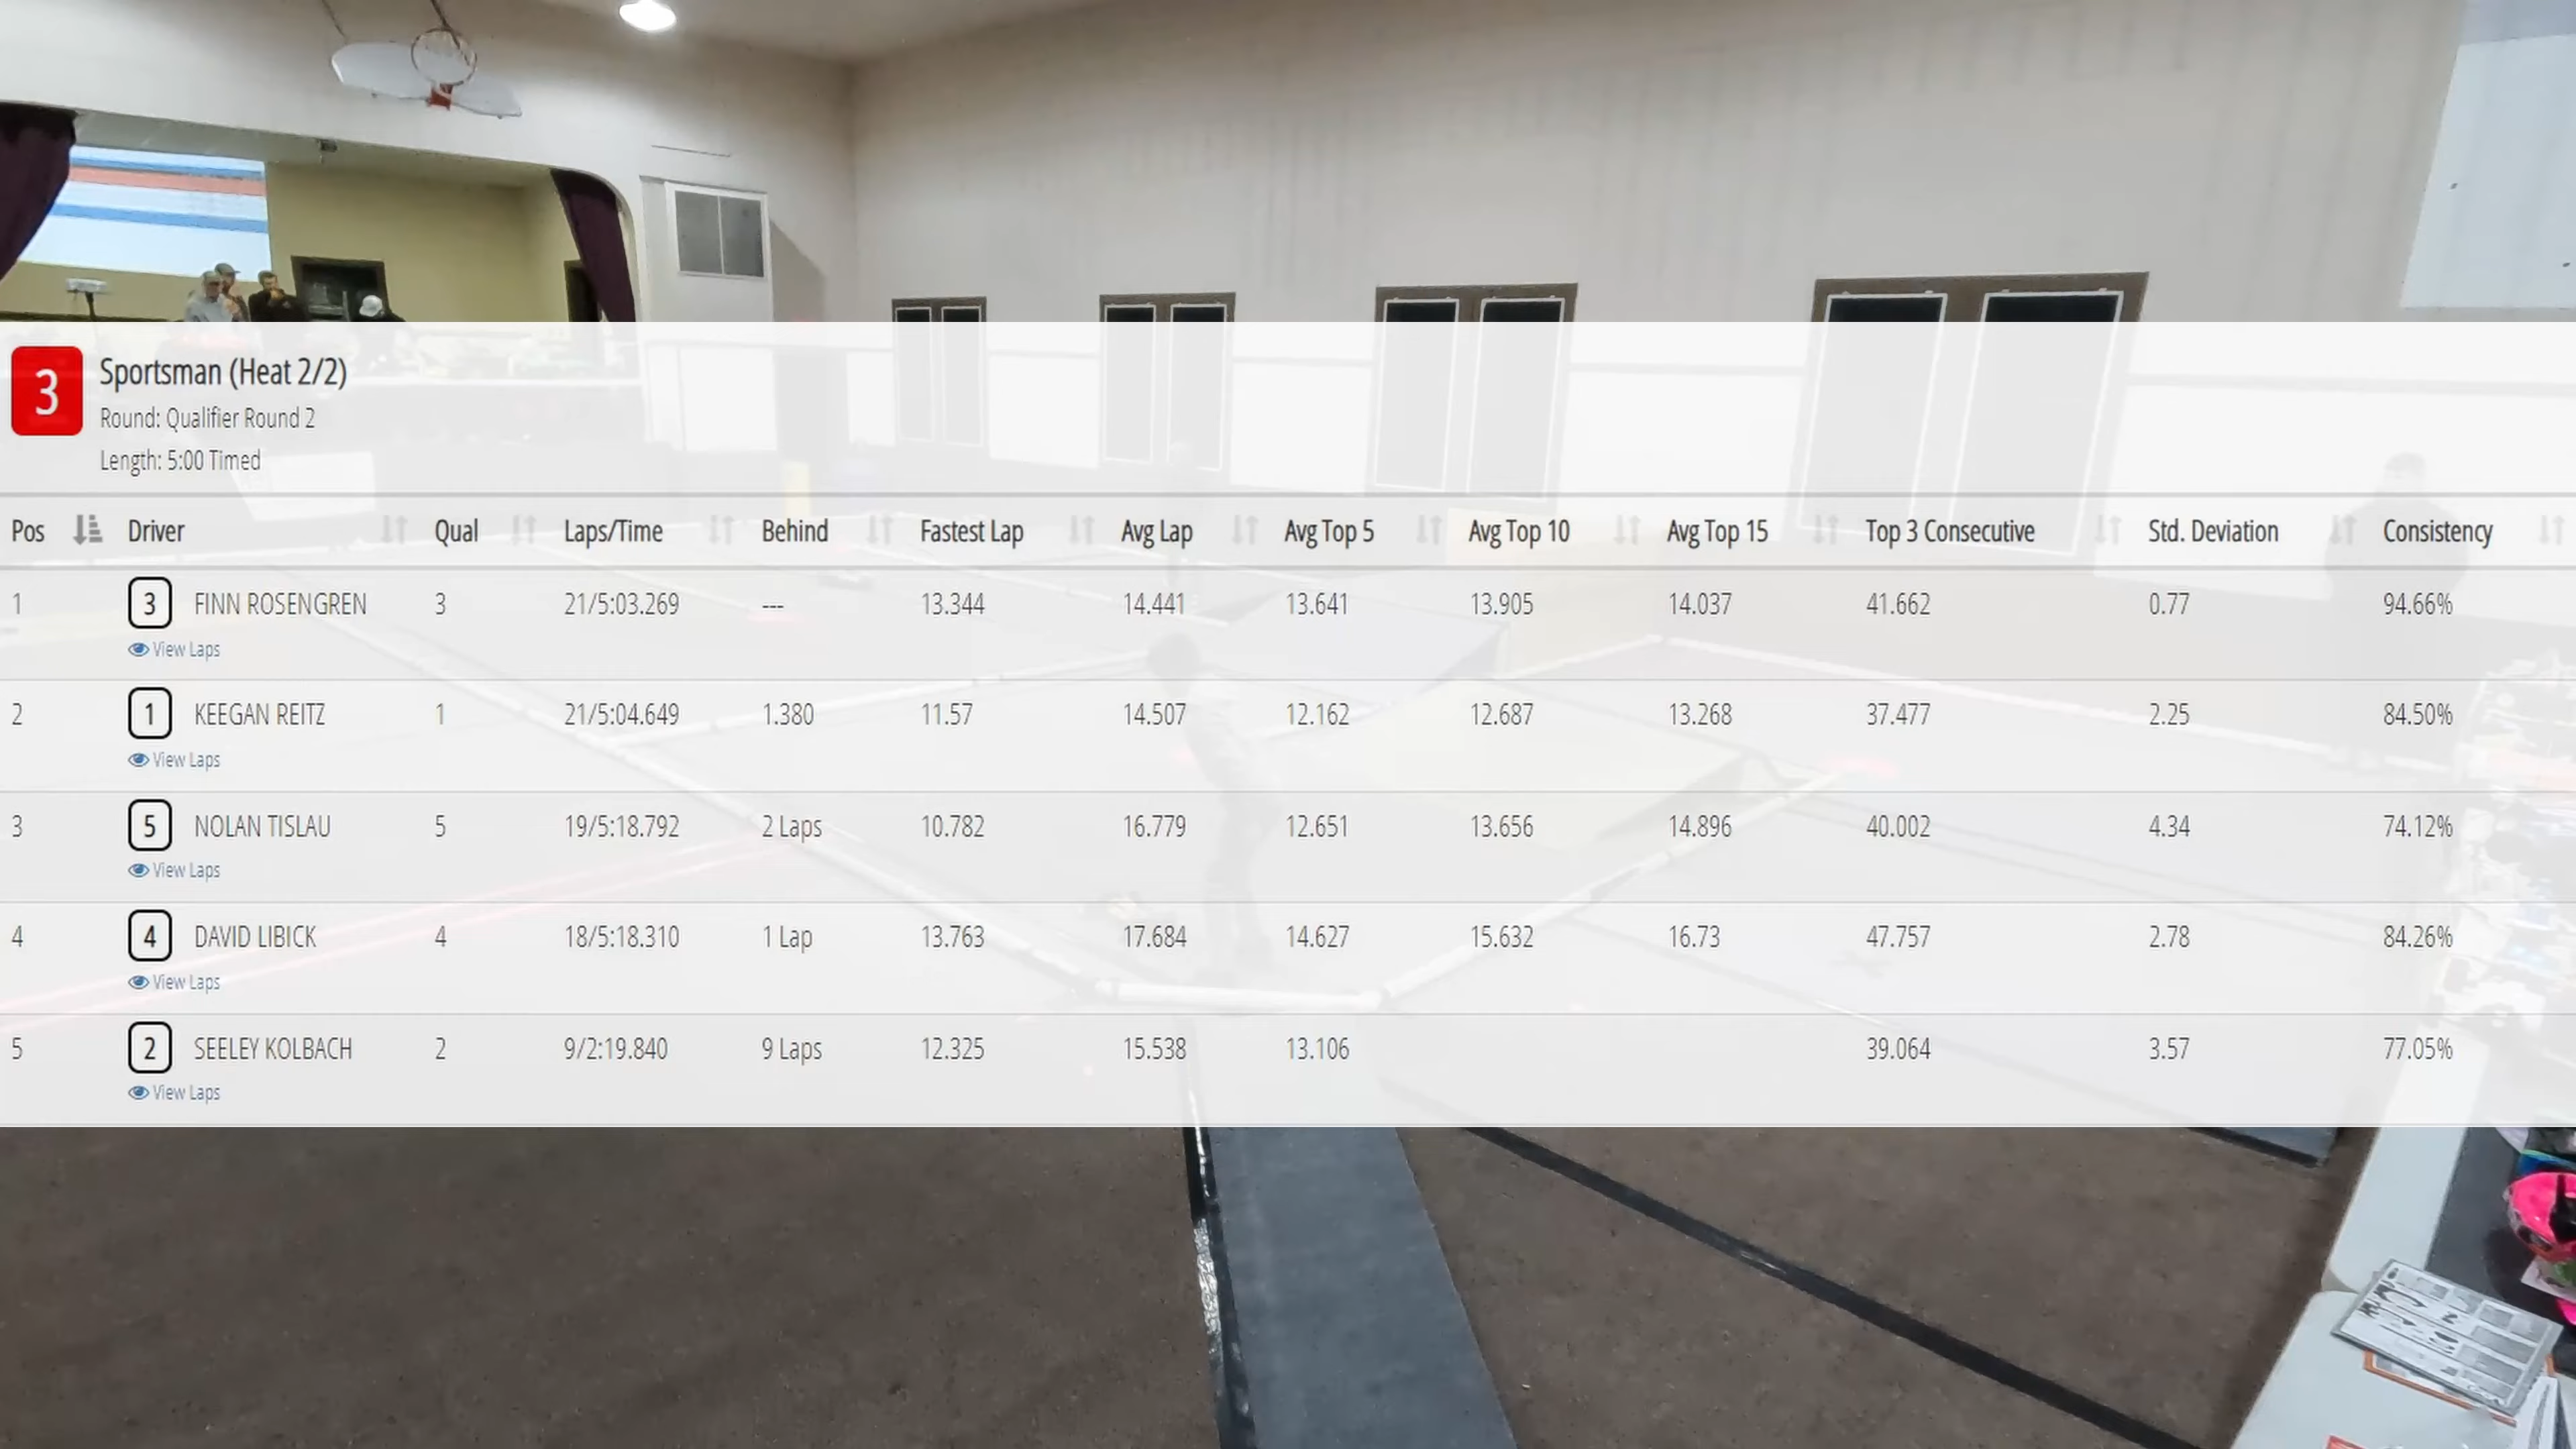 3
Sportsman (Heat 2/2)
Round: Qualifier Round 2
Length: 5:00 Timed
Pos Driver Qual Laps/Time Behind Fastest Lap Avg Lap Avg Top 5 Avg Top 10 Avg Top 15 Top 3 Consecutive Std. Deviation Consistency
1 3 FINN ROSENGREN 3 21/5:03.269 --- 13.344 14.441 13.641 13.905 14.037 41.662 0.77 94.66%
View Laps
2 1 KEEGAN REITZ 1 21/5:04.649 1.380 11.57 14.507 12.162 12.687 13.268 37.477 2.25 84.50%
View Laps
3 5 NOLAN TISLAU 5 19/5:18.792 2 Laps 10.782 16.779 12.651 13.656 14.896 40.002 4.34 74.12%
View Laps
4 4 DAVID LIBICK 4 18/5:18.310 1 Lap 13.763 17.684 14.627 15.632 16.73 47.757 2.78 84.26%
View Laps
5 2 SEELEY KOLBACH 2 9/2:19.840 9 Laps 12.325 15.538 13.106 39.064 3.57 77.05%
View Laps